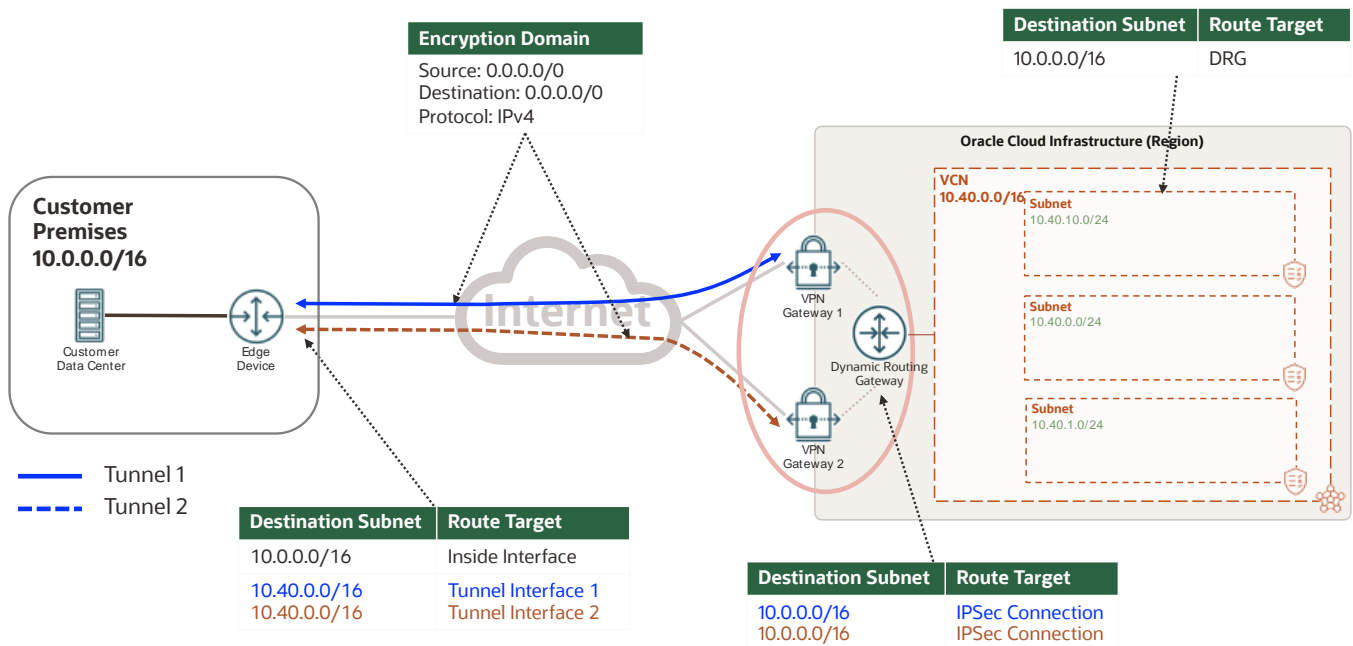 Encryption Domain
Source: 0.0.0.0/0
Destination: 0.0.0.0/0
Protocol: IPv4
Destination Subnet Route Target
10.0.0.0/16 DRG
Oracle Cloud Infrastructure (Region)
VCN
10.40.0.0/16
Subnet
10.40.10.0/24
Subnet
10.40.0.0/24
Subnet
10.40.1.0/24
Customer
Premises
10.0.0.0/16
Customer
Data Center
Edge
Device
Internet
VPN
Gateway 1
Dynamic Routing
Gateway
VPN
Gateway 2
Tunnel 1
Tunnel 2
Destination Subnet Route Target
10.0.0.0/16 Inside Interface
10.40.0.0/16 Tunnel Interface 1
10.40.0.0/16 Tunnel Interface 2
Destination Subnet Route Target
10.0.0.0/16 IPSec Connection
10.0.0.0/16 IPSec Connection